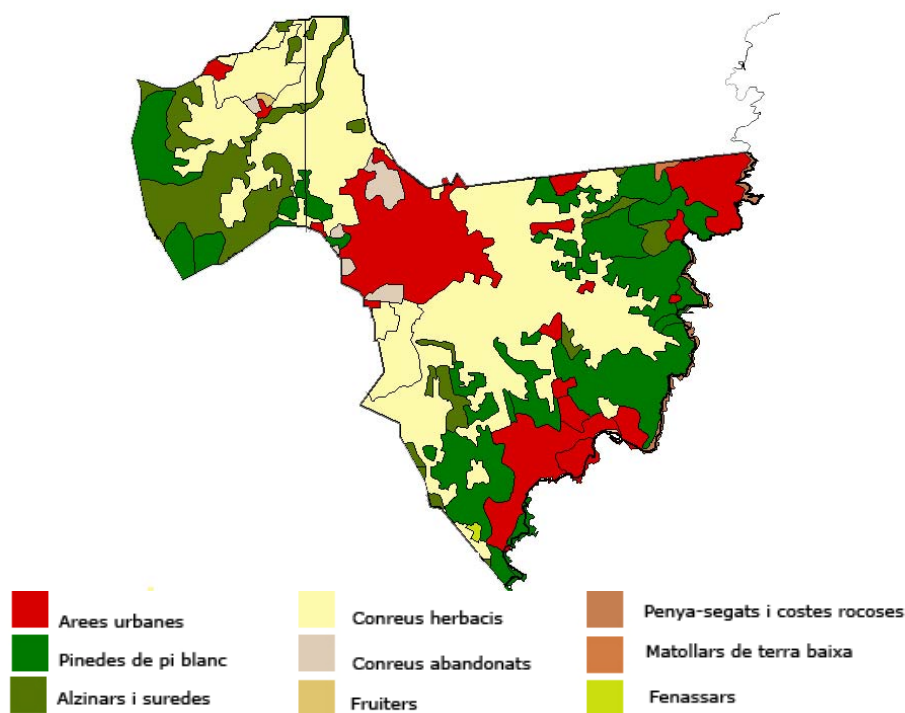 Arees urbanes
Conreus herbacis
Penya-segats i costes rocoses
Pinedes de pi blanc
Conreus abandonats
Matollars de terra baixa
Alzinars i suredes
Fruiters
Fenassars